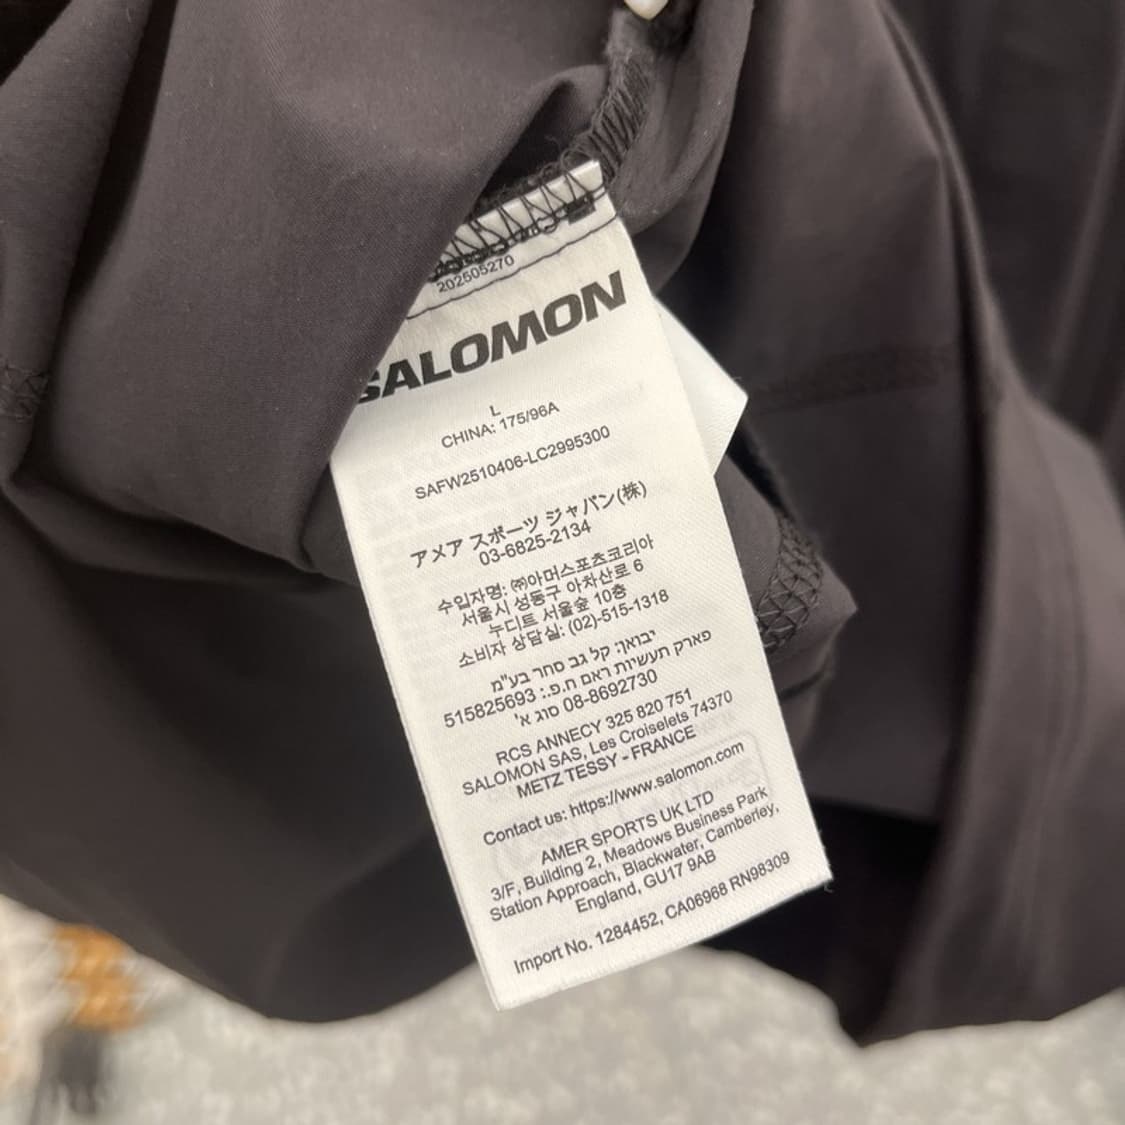 202505270
SALOMON
L
CHINA: 175/96A
SAFW2510406-LC2995300
アメア スポーツ ジャパン(株)
03-6825-2134
수입자명: ㈜아머스포츠코리아
서울시 성동구 아차산로 6
누디트 서울숲 10층
소비자 상담실: (02)-515-1318
יבואן: קל גב סחר בע"מ
פארק תעשיות ראם ח.פ.: 515825693
08-8692730 סוג א'
RCS ANNECY 325 820 751
SALOMON SAS, Les Croiselets 74370
METZ TESSY - FRANCE
Contact us: https://www.salomon.com
AMER SPORTS UK LTD
3/F, Building 2, Meadows Business Park
Station Approach, Blackwater, Camberley,
England, GU17 9AB
Import No. 1284452, CA06968 RN98309